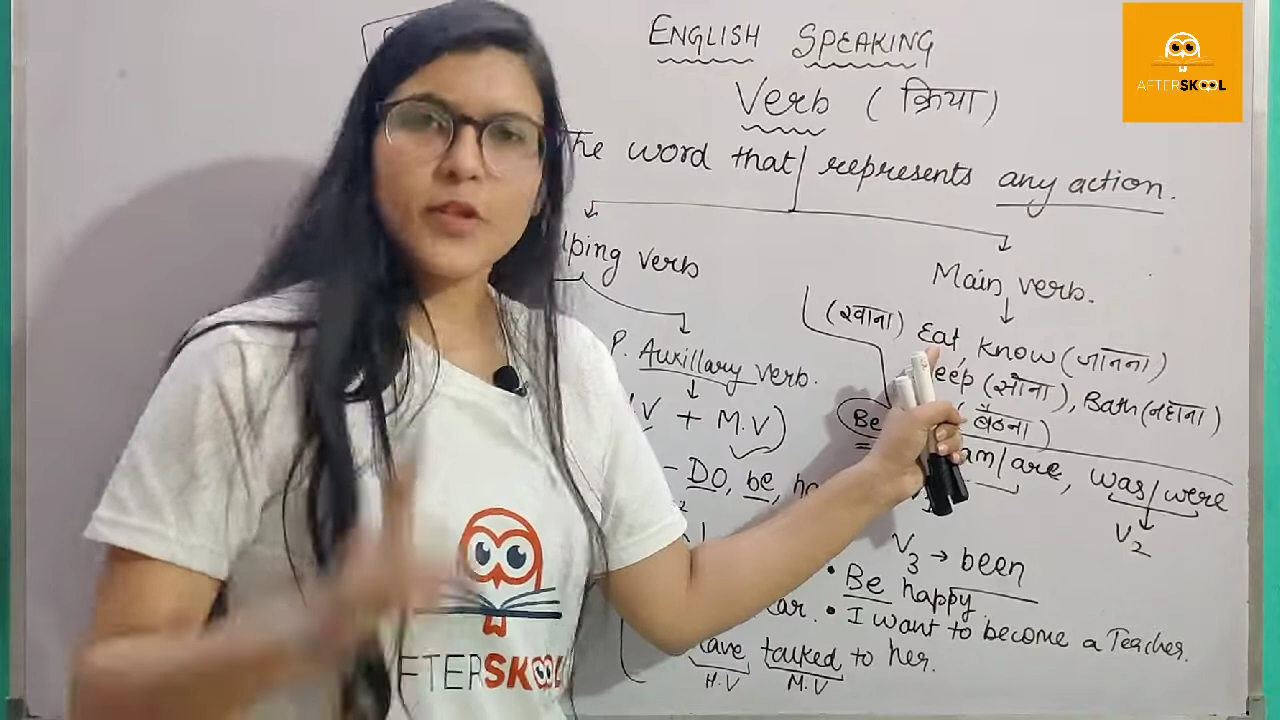 ENGLISH SPEAKING
AFTERSKOOL
Verb (क्रिया)
The word that represents any action.
lping verb
Main verb.
(खाना) Eat, Know (जानना)
P. Auxillary verb.
eep (सोना), Bath (नहाना)
V + M.V)
Be
(बैठना)
am/are, was/were
- DO, be, ha
V2
V3 → been
• Be happy.
ar. • I want to become a Teacher.
ave talked to her.
H.V M.V
FTERSKOOL